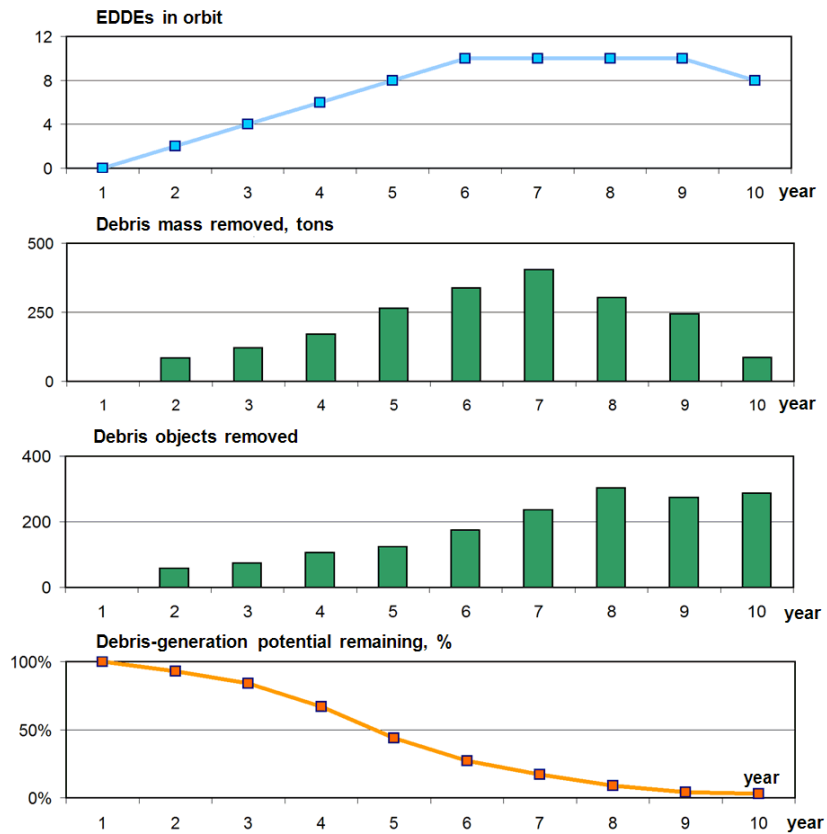 EDDEs in orbit
12
8
4
0
1 2 3 4 5 6 7 8 9 10 year
Debris mass removed, tons
500
250
0
1 2 3 4 5 6 7 8 9 10 year
Debris objects removed
400
200
0
1 2 3 4 5 6 7 8 9 10 year
Debris-generation potential remaining, %
100%
50%
year
0%
1 2 3 4 5 6 7 8 9 10 year